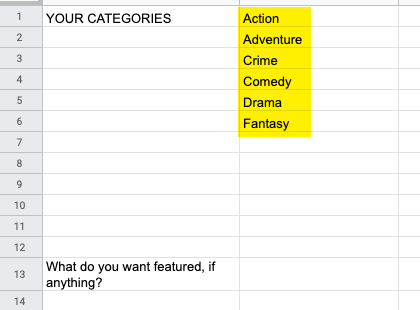 1 YOUR CATEGORIES Action
2 Adventure
3 Crime
4 Comedy
5 Drama
6 Fantasy
7
8
9
10
11
12
13 What do you want featured, if
anything?
14